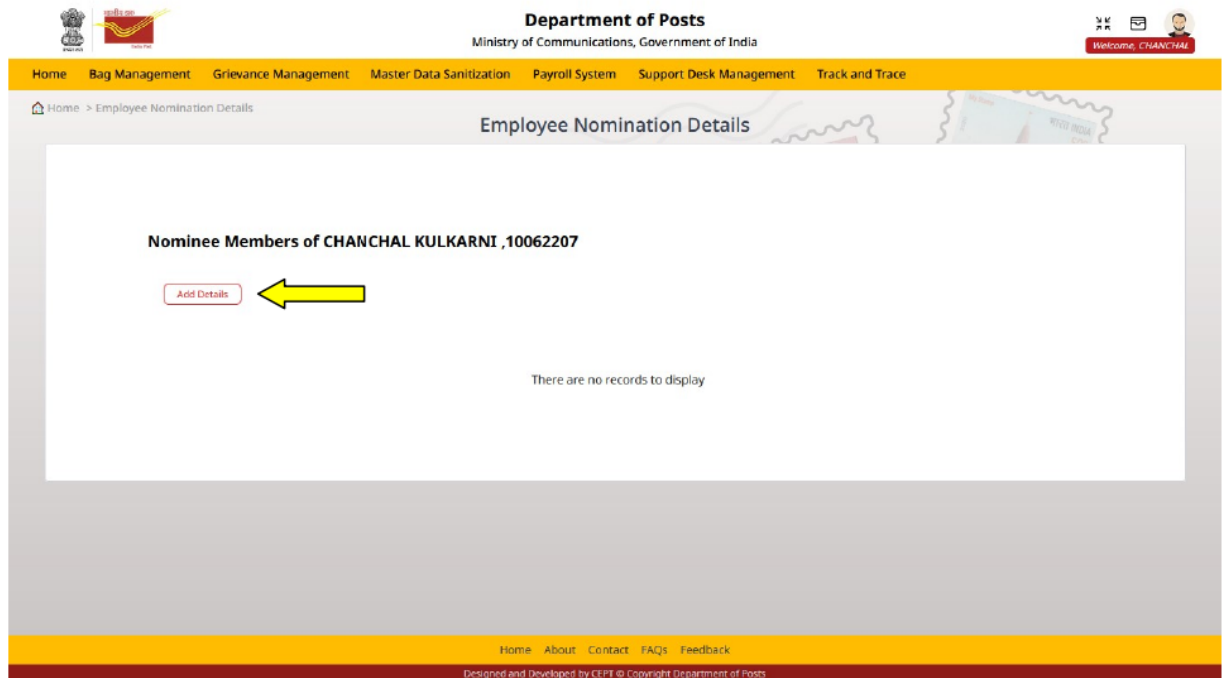 भारतीय डाक
India Post
Department of Posts
Ministry of Communications, Government of India
Welcome, CHANCHAL
Home Bag Management Grievance Management Master Data Sanitization Payroll System Support Desk Management Track and Trace
Home > Employee Nomination Details
Employee Nomination Details
Nominee Members of CHANCHAL KULKARNI ,10062207
Add Details
There are no records to display
Home About Contact FAQs Feedback
Designed and Developed by CEPT © Copyright Department of Posts